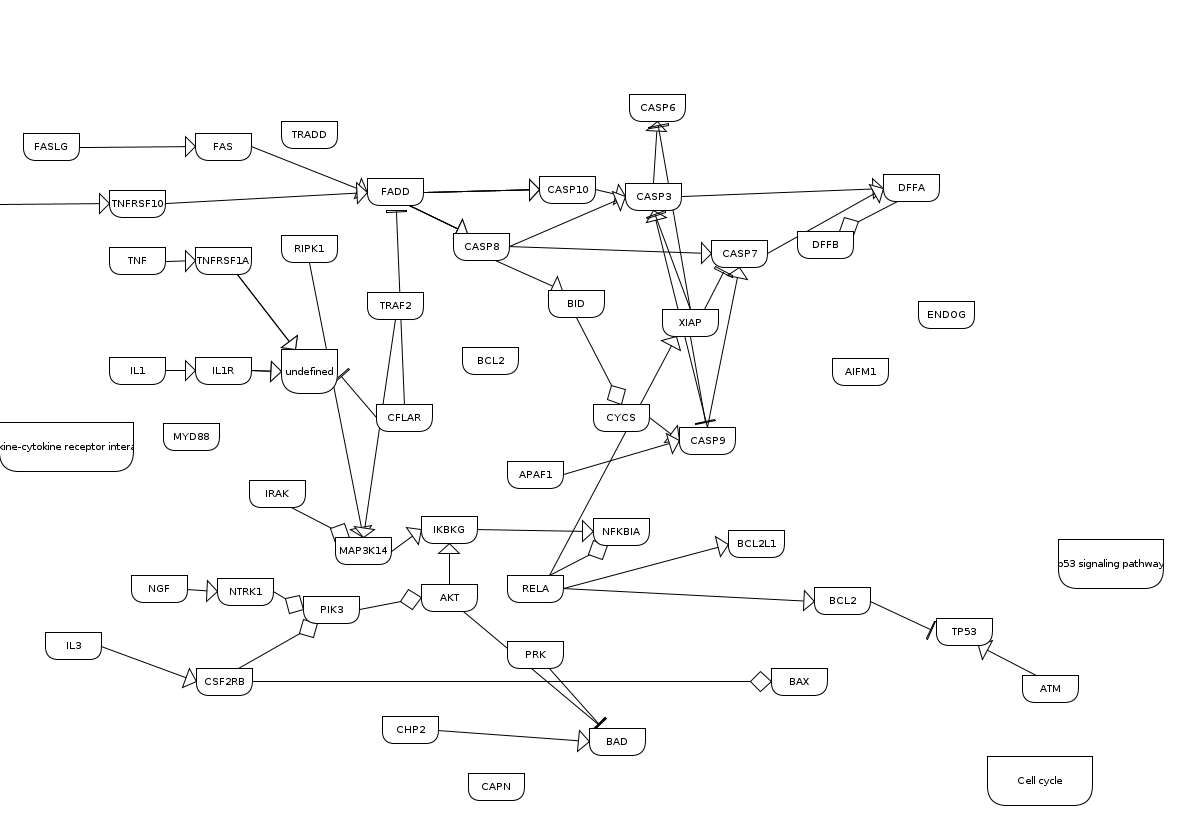 CASP6
TRADD
FASLG
FAS
FADD
CASP10
CASP3
DFFA
TNFRSF10
TNF
TNFRSF1A
RIPK1
CASP8
CASP7
DFFB
TRAF2
BID
XIAP
ENDOG
IL1
IL1R
undefined
BCL2
AIFM1
CFLAR
CYCS
MYD88
kine-cytokine receptor intera
CASP9
APAF1
IRAK
MAP3K14
IKBKG
NFKBIA
BCL2L1
p53 signaling pathway
NGF
NTRK1
PIK3
AKT
RELA
BCL2
TP53
IL3
CSF2RB
PRK
BAX
ATM
CHP2
BAD
CAPN
Cell cycle